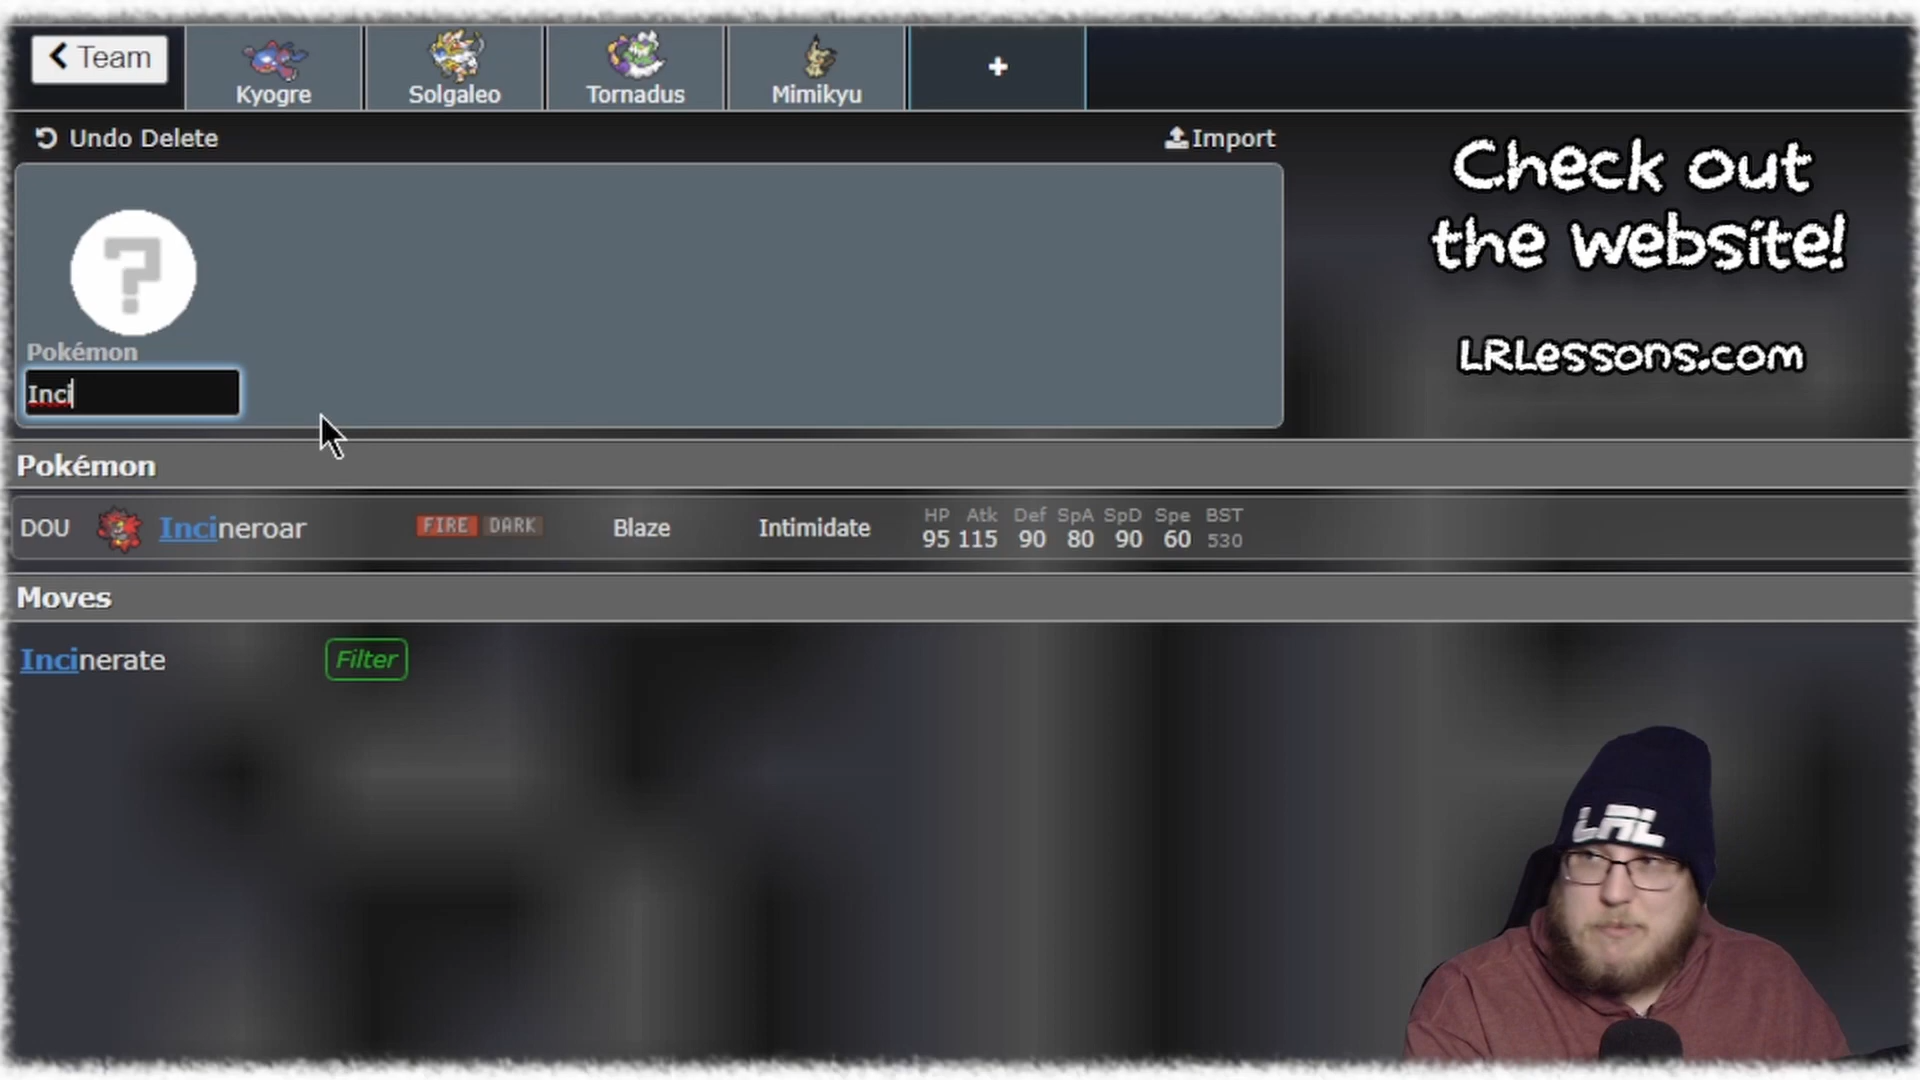 Team
Kyogre
Solgaleo
Tornadus
Mimikyu
+
Undo Delete
Import
?
Pokémon
Inci
Pokémon
DOU Incineroar FIRE DARK Blaze Intimidate
HP Atk Def SpA SpD Spe BST
95 115 90 80 90 60 530
Moves
Incinerate Filter
Check out
the website!
LRLessons.com
LRL